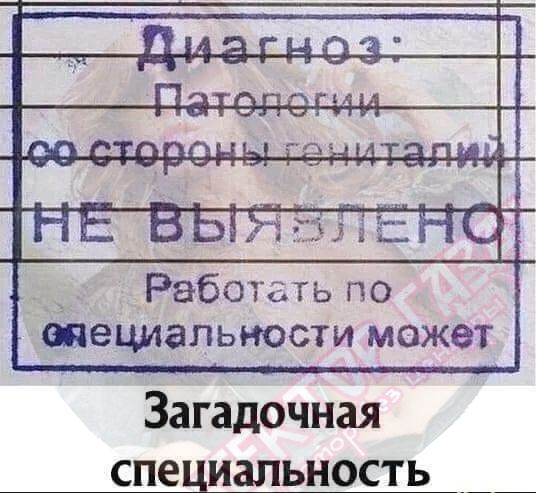 Диагноз:
Патологии
со стороны гениталий
НЕ ВЫЯВЛЕНО
Работать по
специальности может
Загадочная
специальность